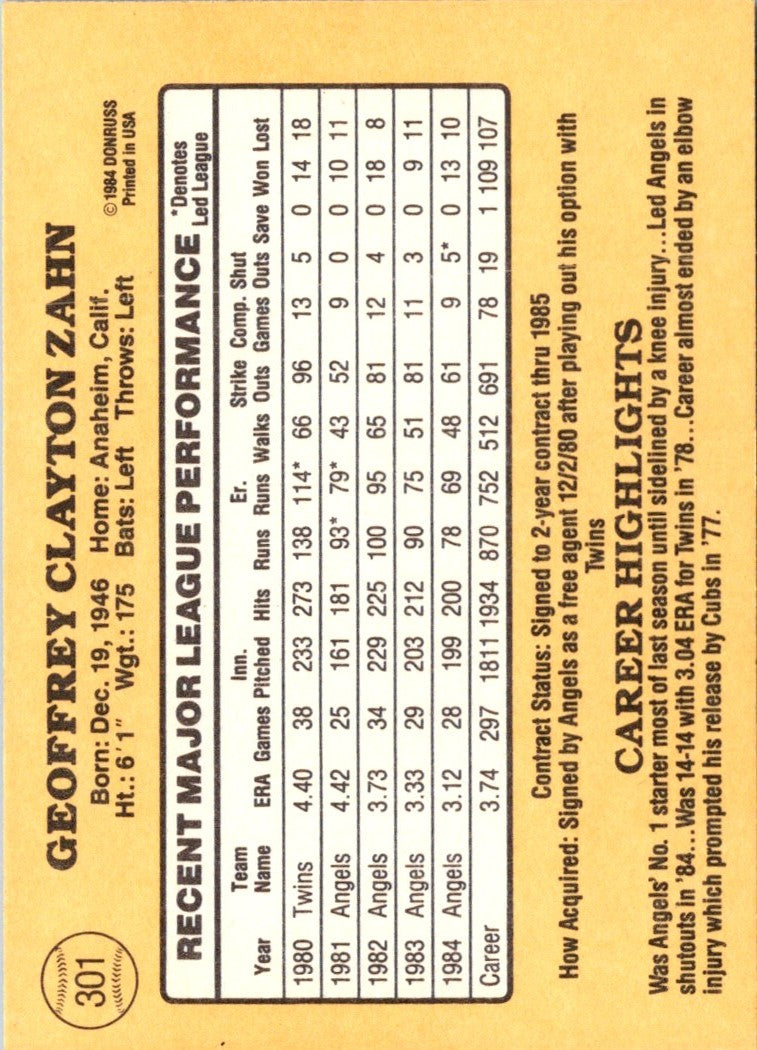 301
GEOFFREY CLAYTON ZAHN
Born: Dec. 19, 1946 Home: Anaheim, Calif.
Ht.: 6'1" Wgt.: 175 Bats: Left Throws: Left
©1984 DONRUSS
Printed in USA
RECENT MAJOR LEAGUE PERFORMANCE
*Denotes
Led League
Team Inn. Er. Strike Comp. Shut
Year Name ERA Games Pitched Hits Runs Runs Walks Outs Games Outs Save Won Lost
1980 Twins 4.40 38 233 273 138 114* 66 96 13 5 0 14 18
1981 Angels 4.42 25 161 181 93* 79* 43 52 9 0 0 10 11
1982 Angels 3.73 34 229 225 100 95 65 81 12 4 0 18 8
1983 Angels 3.33 29 203 212 90 75 51 81 11 3 0 9 11
1984 Angels 3.12 28 199 200 78 69 48 61 9 5* 0 13 10
Career 3.74 297 1811 1934 870 752 512 691 78 19 1 109 107
Contract Status: Signed to 2-year contract thru 1985
How Acquired: Signed by Angels as a free agent 12/2/80 after playing out his option with
Twins
CAREER HIGHLIGHTS
Was Angels' No. 1 starter most of last season until sidelined by a knee injury...Led Angels in
shutouts in '84...Was 14-14 with 3.04 ERA for Twins in '78...Career almost ended by an elbow
injury which prompted his release by Cubs in '77.